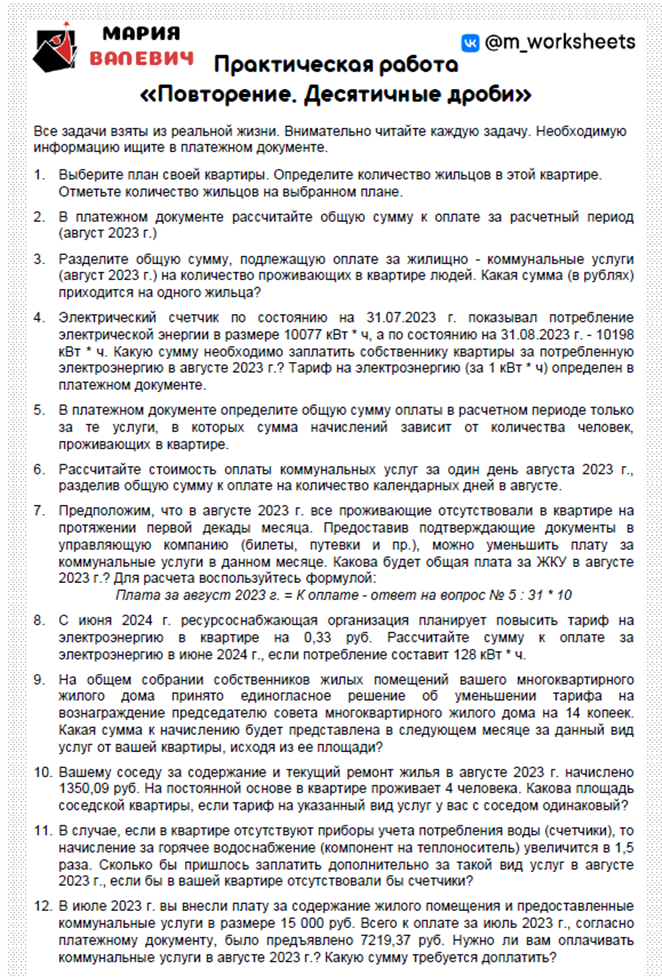 МАРИЯ
ВАЛЕВИЧ
@m_worksheets
Практическая работа
«Повторение. Десятичные дроби»
Все задачи взяты из реальной жизни. Внимательно читайте каждую задачу. Необходимую
информацию ищите в платежном документе.
1. Выберите план своей квартиры. Определите количество жильцов в этой квартире.
Отметьте количество жильцов на выбранном плане.
2. В платежном документе рассчитайте общую сумму к оплате за расчетный период
(август 2023 г.)
3. Разделите общую сумму, подлежащую оплате за жилищно - коммунальные услуги
(август 2023 г.) на количество проживающих в квартире людей. Какая сумма (в рублях)
приходится на одного жильца?
4. Электрический счетчик по состоянию на 31.07.2023 г. показывал потребление
электрической энергии в размере 10077 кВт * ч, а по состоянию на 31.08.2023 г. - 10198
кВт * ч. Какую сумму необходимо заплатить собственнику квартиры за потребленную
электроэнергию в августе 2023 г.? Тариф на электроэнергию (за 1 кВт * ч) определен в
платежном документе.
5. В платежном документе определите общую сумму оплаты в расчетном периоде только
за те услуги, в которых сумма начислений зависит от количества человек,
проживающих в квартире.
6. Рассчитайте стоимость оплаты коммунальных услуг за один день августа 2023 г.,
разделив общую сумму к оплате на количество календарных дней в августе.
7. Предположим, что в августе 2023 г. все проживающие отсутствовали в квартире на
протяжении первой декады месяца. Предоставив подтверждающие документы в
управляющую компанию (билеты, путевки и пр.), можно уменьшить плату за
коммунальные услуги в данном месяце. Какова будет общая плата за ЖКУ в августе
2023 г.? Для расчета воспользуйтесь формулой:
Плата за август 2023 г. = К оплате - ответ на вопрос № 5 : 31 * 10
8. С июня 2024 г. ресурсоснабжающая организация планирует повысить тариф на
электроэнергию в квартире на 0,33 руб. Рассчитайте сумму к оплате за
электроэнергию в июне 2024 г., если потребление составит 128 кВт * ч.
9. На общем собрании собственников жилых помещений вашего многоквартирного
жилого дома принято единогласное решение об уменьшении тарифа на
вознаграждение председателю совета многоквартирного жилого дома на 14 копеек.
Какая сумма к начислению будет представлена в следующем месяце за данный вид
услуг от вашей квартиры, исходя из ее площади?
10. Вашему соседу за содержание и текущий ремонт жилья в августе 2023 г. начислено
1350,09 руб. На постоянной основе в квартире проживает 4 человека. Какова площадь
соседской квартиры, если тариф на указанный вид услуг у вас с соседом одинаковый?
11. В случае, если в квартире отсутствуют приборы учета потребления воды (счетчики), то
начисление за горячее водоснабжение (компонент на теплоноситель) увеличится в 1,5
раза. Сколько бы пришлось заплатить дополнительно за такой вид услуг в августе
2023 г., если бы в вашей квартире отсутствовали бы счетчики?
12. В июле 2023 г. вы внесли плату за содержание жилого помещения и предоставленные
коммунальные услуги в размере 15 000 руб. Всего к оплате за июль 2023 г., согласно
платежному документу, было предъявлено 7219,37 руб. Нужно ли вам оплачивать
коммунальные услуги в августе 2023 г.? Какую сумму требуется доплатить?